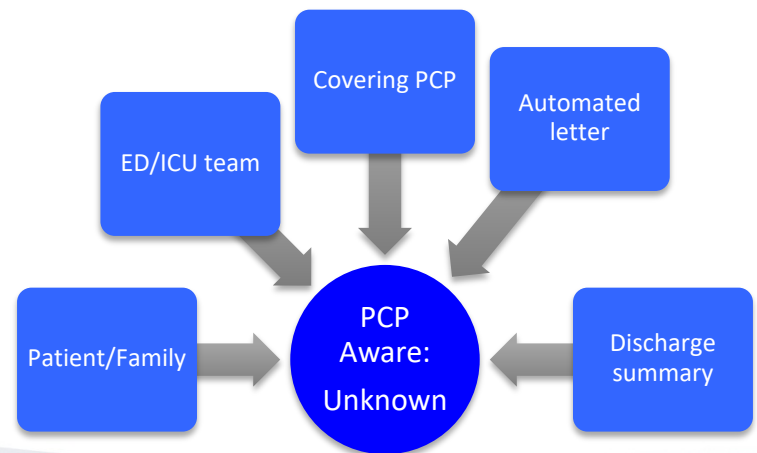 Covering PCP
Automated
letter
ED/ICU team
Patient/Family
PCP
Aware:
Unknown
Discharge
summary